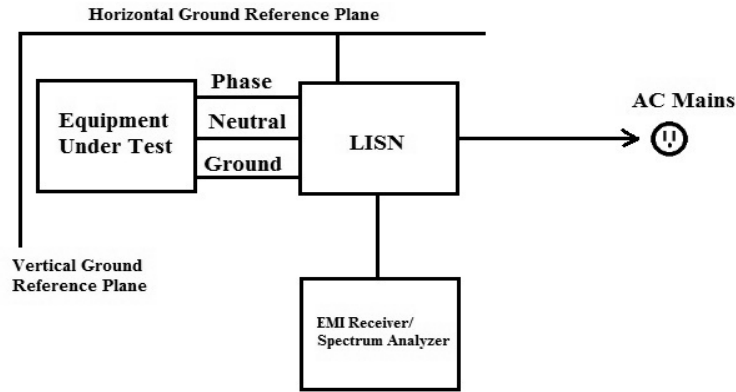 Horizontal Ground Reference Plane
Phase
Equipment
Under Test
Neutral
Ground
LISN
AC Mains
Vertical Ground
Reference Plane
EMI Receiver/
Spectrum Analyzer